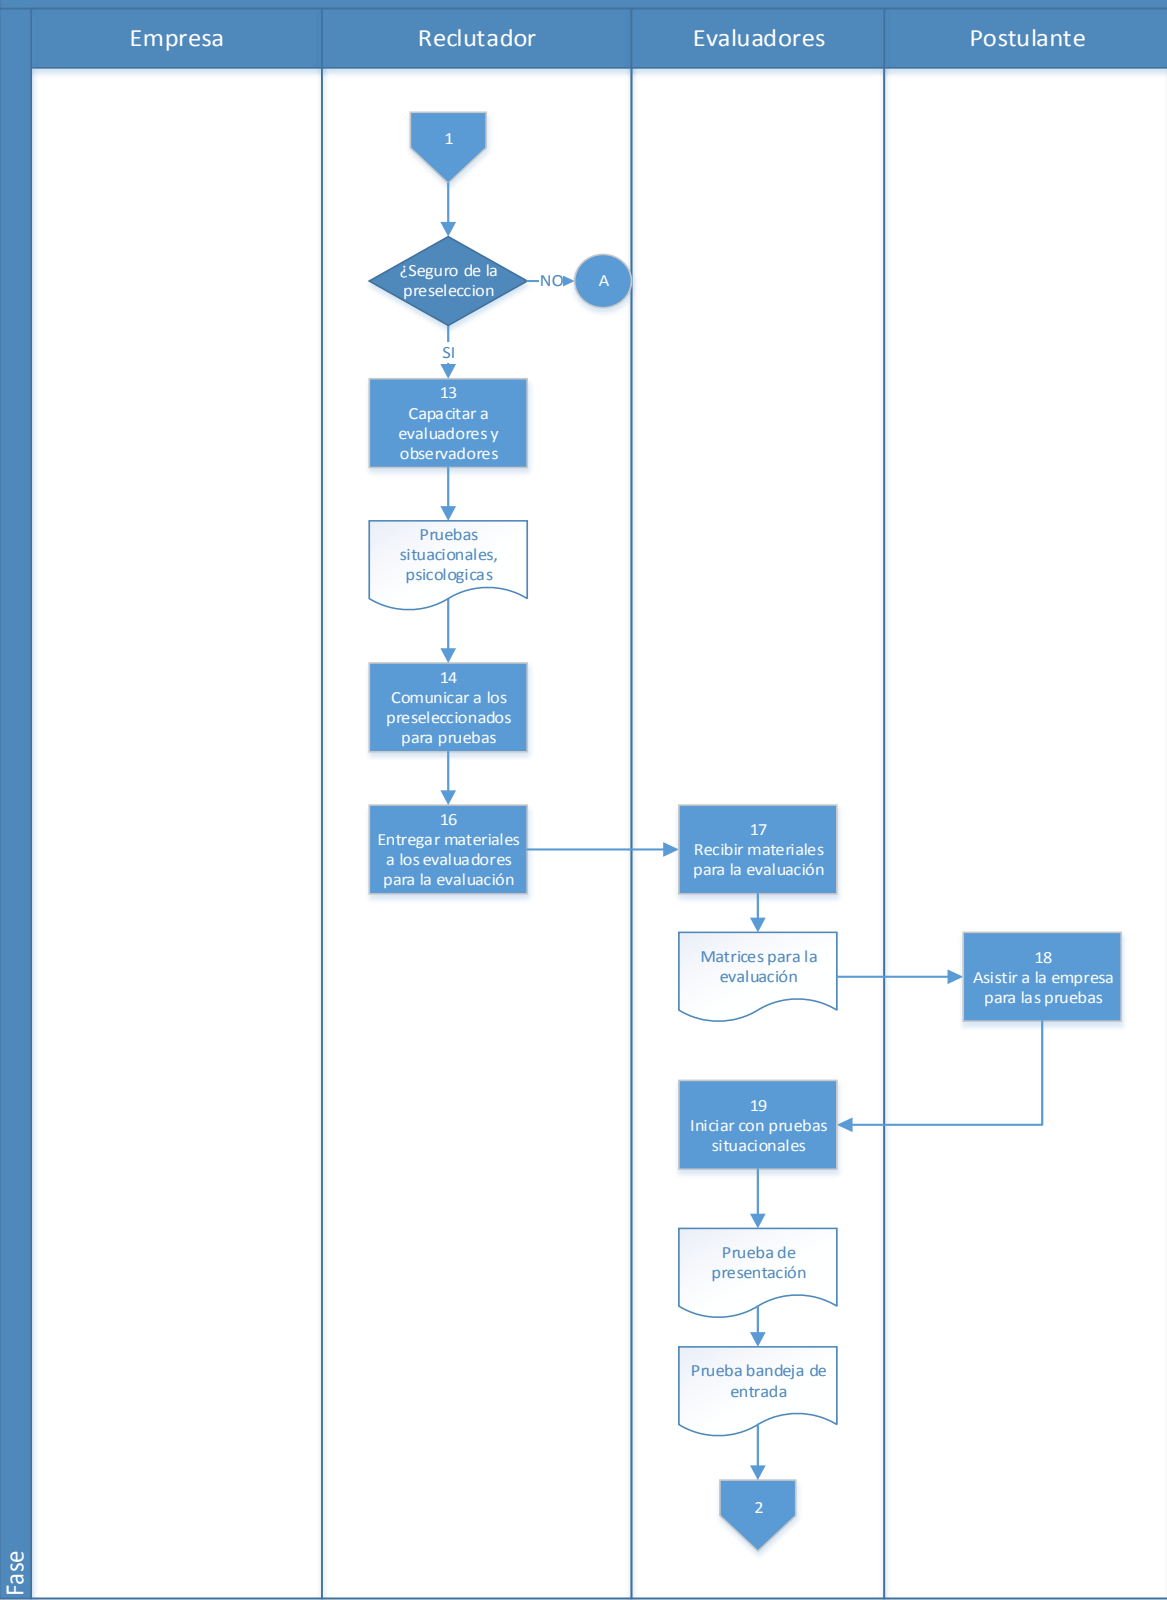 Empresa
Reclutador
Evaluadores
Postulante
1
¿Seguro de la
preseleccion
NO
A
SI
13
Capacitar a
evaluadores y
observadores
Pruebas
situacionales,
psicologicas
14
Comunicar a los
preseleccionados
para pruebas
16
Entregar materiales
a los evaluadores
para la evaluación
17
Recibir materiales
para la evaluación
Matrices para la
evaluación
18
Asistir a la empresa
para las pruebas
19
Iniciar con pruebas
situacionales
Prueba de
presentación
Prueba bandeja de
entrada
2
Fase